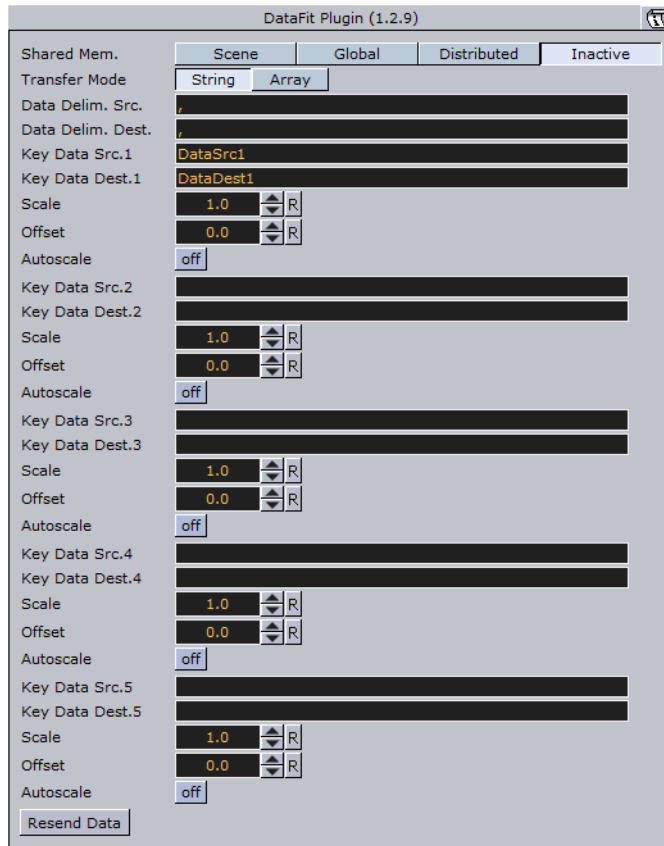 DataFit Plugin (1.2.9)
Shared Mem. Scene Global Distributed Inactive
Transfer Mode String Array
Data Delim. Src. ,
Data Delim. Dest. ,
Key Data Src.1 DataSrc1
Key Data Dest.1 DataDest1
Scale 1.0 R
Offset 0.0 R
Autoscale off
Key Data Src.2
Key Data Dest.2
Scale 1.0 R
Offset 0.0 R
Autoscale off
Key Data Src.3
Key Data Dest.3
Scale 1.0 R
Offset 0.0 R
Autoscale off
Key Data Src.4
Key Data Dest.4
Scale 1.0 R
Offset 0.0 R
Autoscale off
Key Data Src.5
Key Data Dest.5
Scale 1.0 R
Offset 0.0 R
Autoscale off
Resend Data